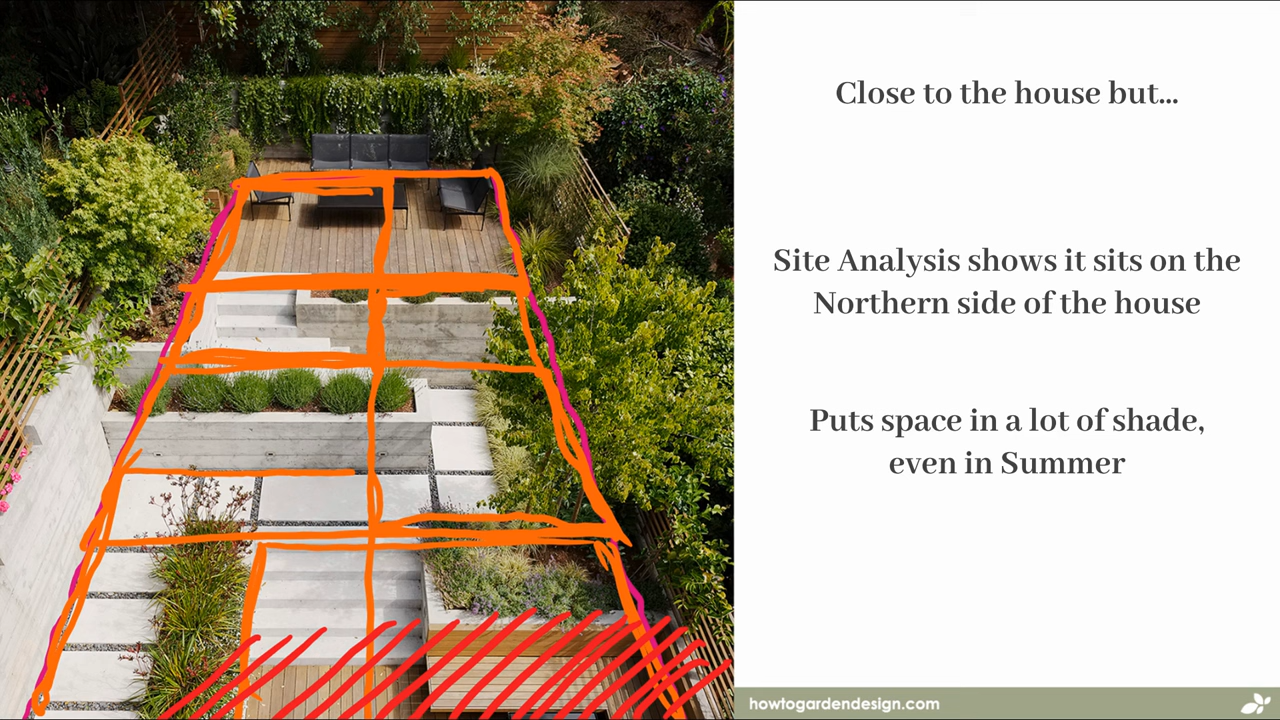 Close to the house but...
Site Analysis shows it sits on the
Northern side of the house
Puts space in a lot of shade,
even in Summer
howtogardendesign.com